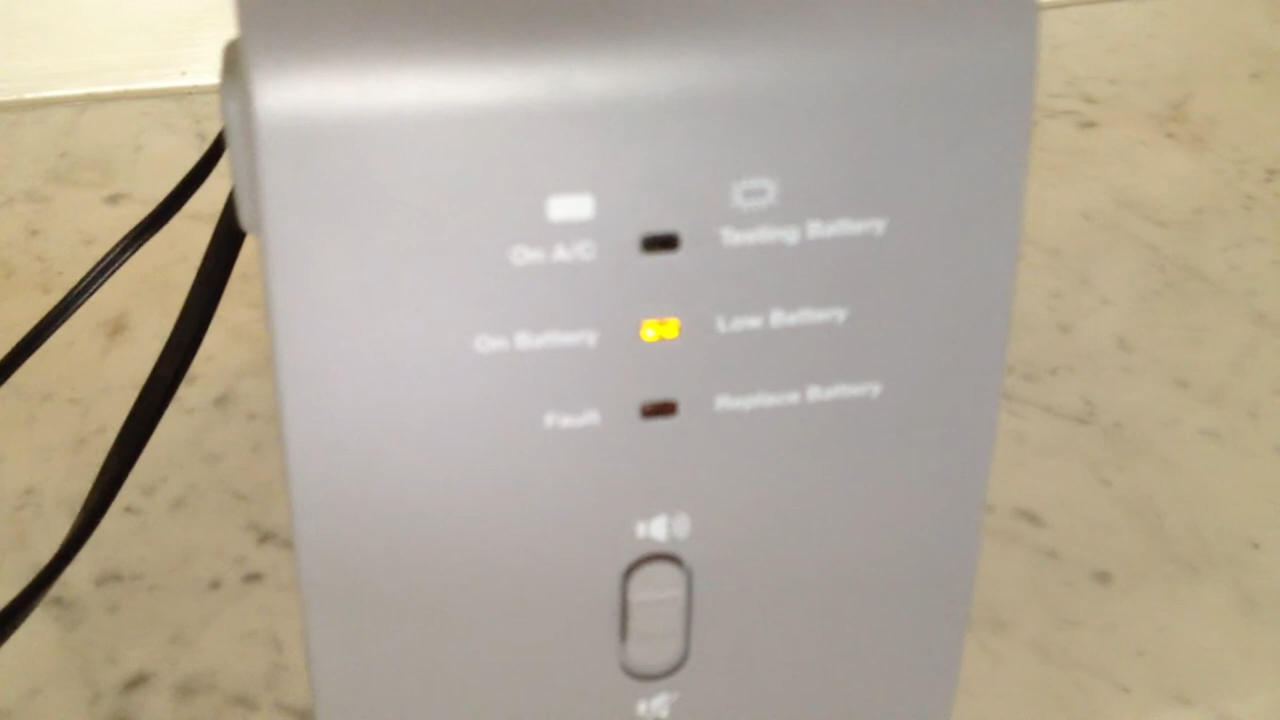 On A/C
Testing Battery
On Battery
Low Battery
Fault
Replace Battery